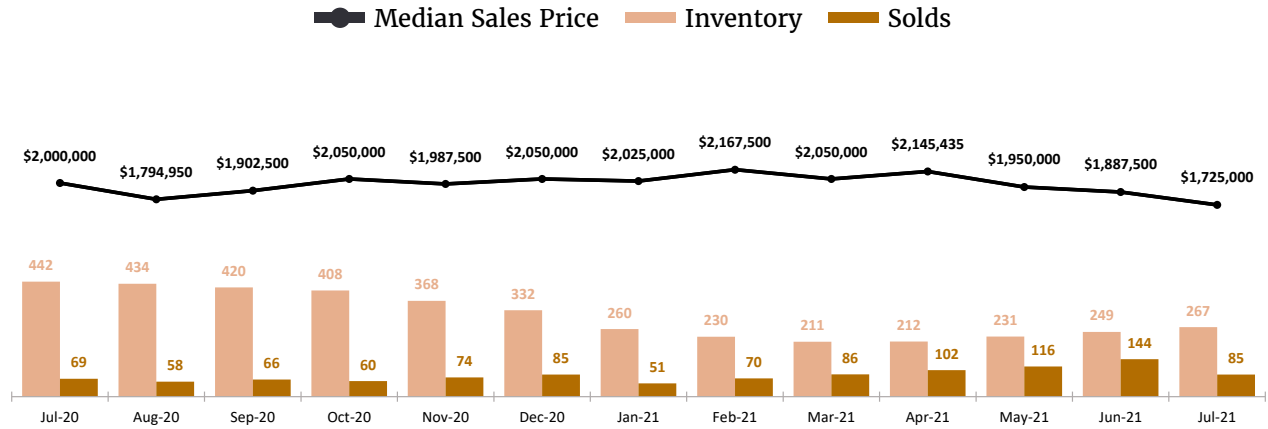 Median Sales Price Inventory Solds
$2,000,000 $1,794,950 $1,902,500 $2,050,000 $1,987,500 $2,050,000 $2,025,000 $2,167,500 $2,050,000 $2,145,435 $1,950,000 $1,887,500 $1,725,000
442 434 420 408 368 332 260 230 211 212 231 249 267
69 58 66 60 74 85 51 70 86 102 116 144 85
Jul-20 Aug-20 Sep-20 Oct-20 Nov-20 Dec-20 Jan-21 Feb-21 Mar-21 Apr-21 May-21 Jun-21 Jul-21